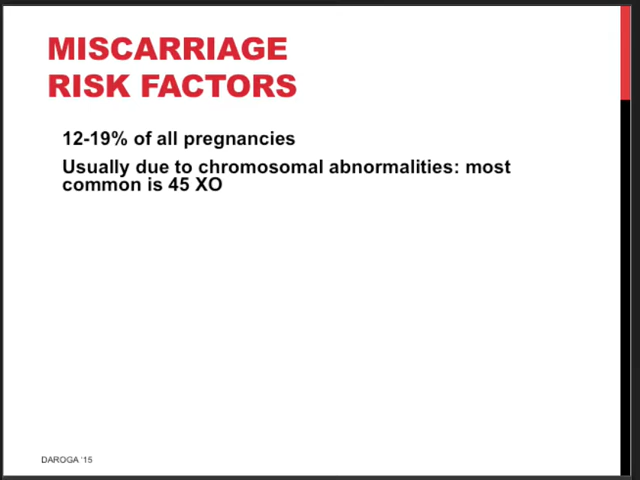 MISCARRIAGE
RISK FACTORS
12-19% of all pregnancies
Usually due to chromosomal abnormalities: most
common is 45 XO
DAROGA '15